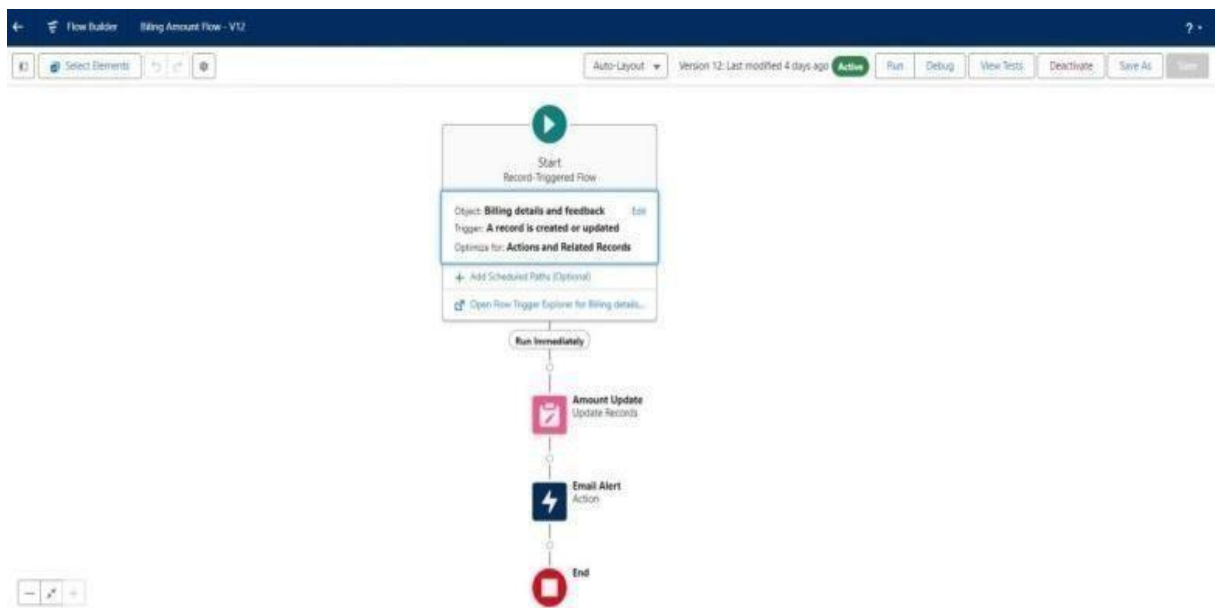 Flow Builder Billing Amount Flow - V12 ?
Select Elements Auto-Layout Version 12: Last modified 4 days ago Active Run Debug View Tests Deactivate Save As Save
Start
Record-Triggered Flow
Object: Billing details and feedback Edit
Trigger: A record is created or updated
Optimize for: Actions and Related Records
+ Add Scheduled Paths (Optional)
Open Flow Trigger Explorer for Billing details...
Run Immediately
Amount Update
Update Records
Email Alert
Action
End